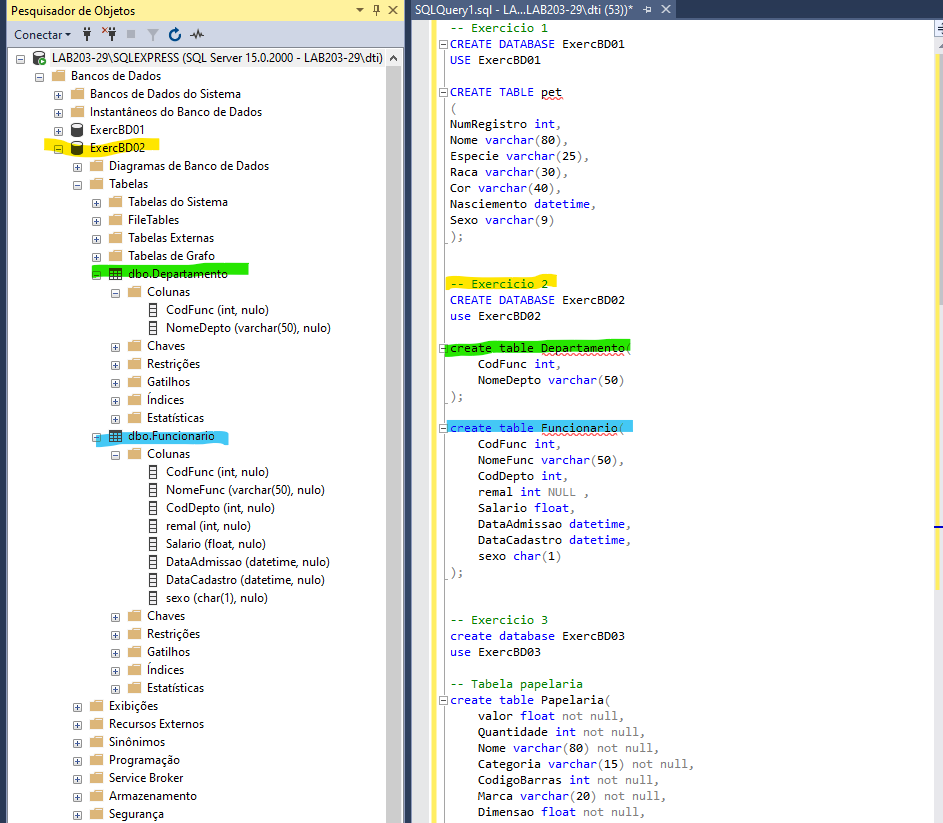 Pesquisador de Objetos
Conectar
LAB203-29\SQLEXPRESS (SQL Server 15.0.2000 - LAB203-29\dti)
Bancos de Dados
Bancos de Dados do Sistema
Instantâneos do Banco de Dados
ExercBD01
ExercBD02
Diagramas de Banco de Dados
Tabelas
Tabelas do Sistema
FileTables
Tabelas Externas
Tabelas de Grafo
dbo.Departamento
Colunas
CodFunc (int, nulo)
NomeDepto (varchar(50), nulo)
Chaves
Restrições
Gatilhos
Índices
Estatísticas
dbo.Funcionario
Colunas
CodFunc (int, nulo)
NomeFunc (varchar(50), nulo)
CodDepto (int, nulo)
remal (int, nulo)
Salario (float, nulo)
DataAdmissao (datetime, nulo)
DataCadastro (datetime, nulo)
sexo (char(1), nulo)
Chaves
Restrições
Gatilhos
Índices
Estatísticas
Exibições
Recursos Externos
Sinônimos
Programação
Service Broker
Armazenamento
Segurança
SQLQuery1.sql - LA...LAB203-29\dti (53))*
-- Exercicio 1
CREATE DATABASE ExercBD01
USE ExercBD01
CREATE TABLE pet
(
NumRegistro int,
Nome varchar(80),
Especie varchar(25),
Raca varchar(30),
Cor varchar(40),
Nasciemento datetime,
Sexo varchar(9)
);
-- Exercicio 2
CREATE DATABASE ExercBD02
use ExercBD02
create table Departamento(
CodFunc int,
NomeDepto varchar(50)
);
create table Funcionario(
CodFunc int,
NomeFunc varchar(50),
CodDepto int,
remal int NULL ,
Salario float,
DataAdmissao datetime,
DataCadastro datetime,
sexo char(1)
);
-- Exercicio 3
create database ExercBD03
use ExercBD03
-- Tabela papelaria
create table Papelaria(
valor float not null,
Quantidade int not null,
Nome varchar(80) not null,
Categoria varchar(15) not null,
CodigoBarras int not null,
Marca varchar(20) not null,
Dimensao float not null,